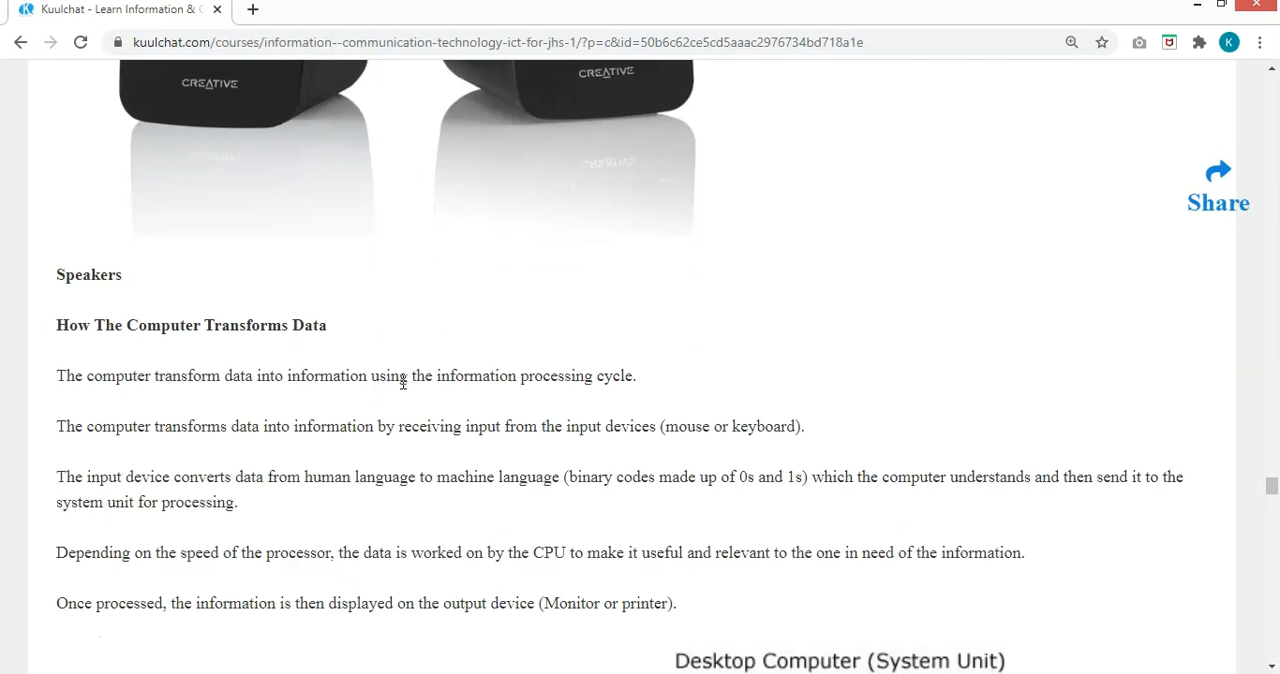 Kuulchat - Learn Information & C
kuulchat.com/courses/information--communication-technology-ict-for-jhs-1/?p=c&id=50b6c62ce5cd5aaac2976734bd718a1e
K
CREATIVE CREATIVE
Share
Speakers
How The Computer Transforms Data
The computer transform data into information using the information processing cycle.
The computer transforms data into information by receiving input from the input devices (mouse or keyboard).
The input device converts data from human language to machine language (binary codes made up of 0s and 1s) which the computer understands and then send it to the
system unit for processing.
Depending on the speed of the processor, the data is worked on by the CPU to make it useful and relevant to the one in need of the information.
Once processed, the information is then displayed on the output device (Monitor or printer).
Desktop Computer (System Unit)